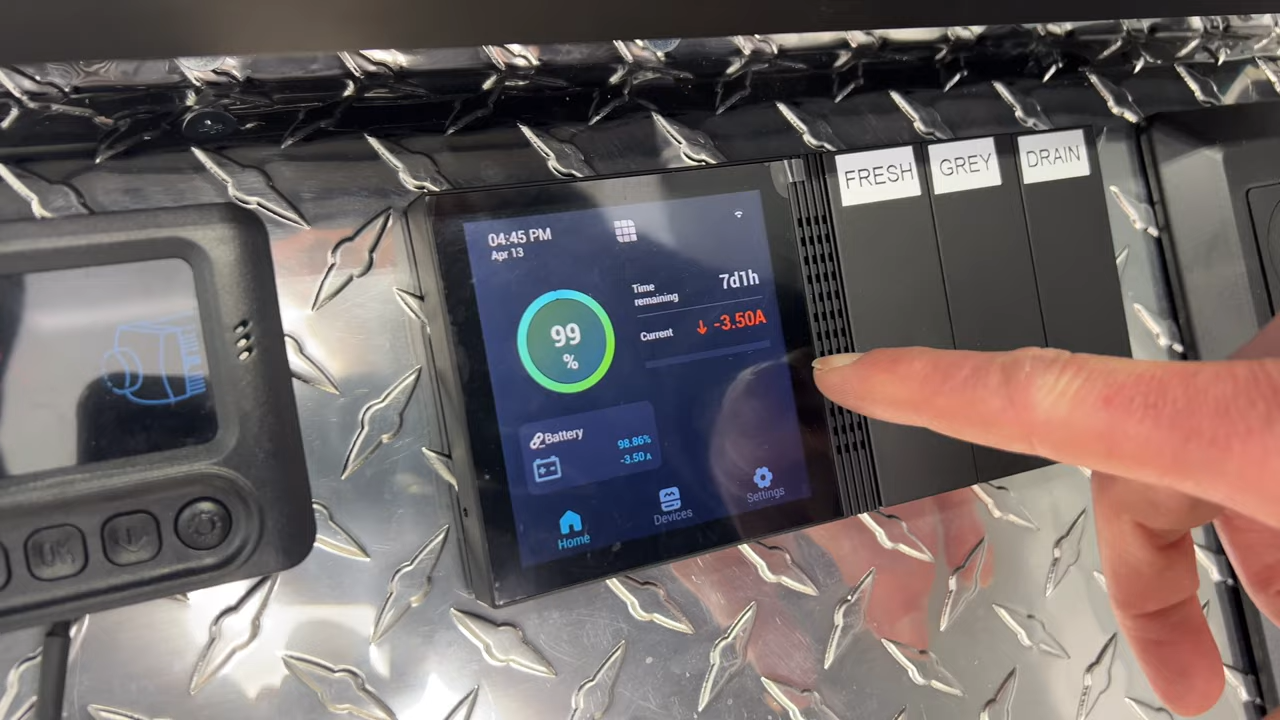 FRESH
GREY
DRAIN
04:45 PM
Apr 13
99
%
Time
remaining
7d1h
Current
↓ -3.50A
Battery
98.86%
-3.50 A
Home
Devices
Settings